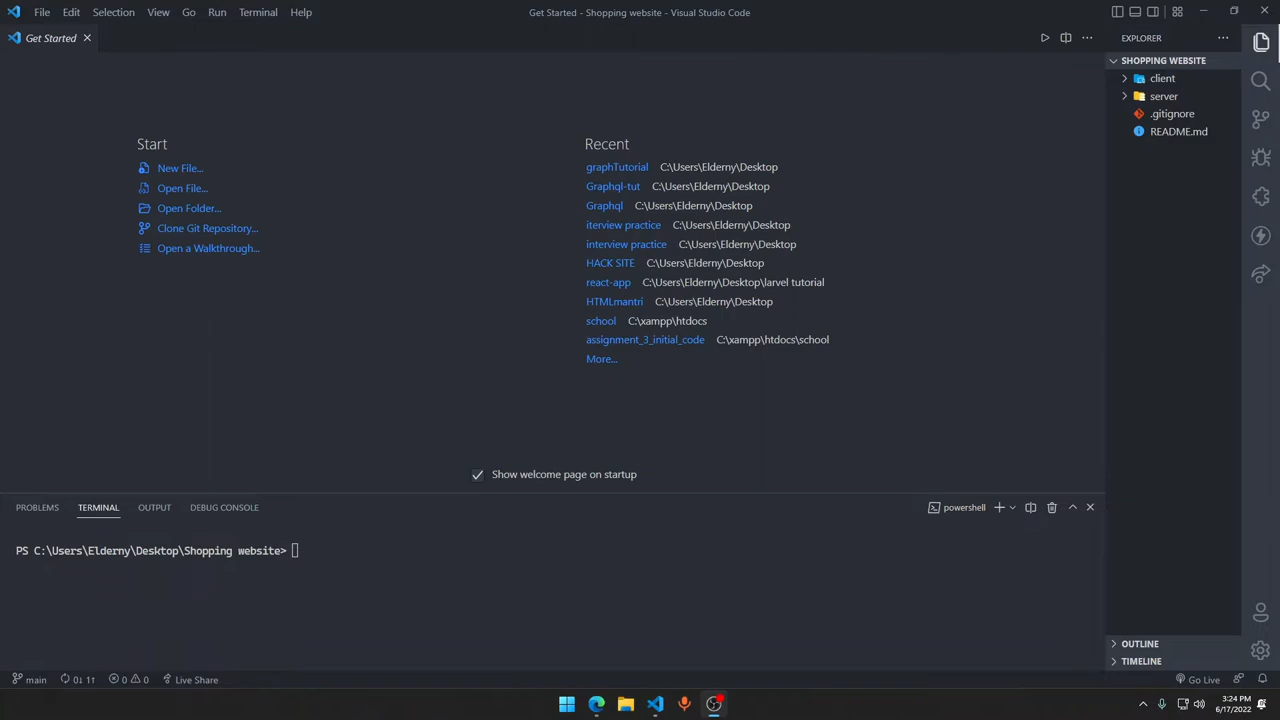 File Edit Selection View Go Run Terminal Help
Get Started - Shopping website - Visual Studio Code
Get Started
Start
New File...
Open File...
Open Folder...
Clone Git Repository...
Open a Walkthrough...
Recent
graphTutorial C:\Users\Elderny\Desktop
Graphql-tut C:\Users\Elderny\Desktop
Graphql C:\Users\Elderny\Desktop
iterview practice C:\Users\Elderny\Desktop
interview practice C:\Users\Elderny\Desktop
HACK SITE C:\Users\Elderny\Desktop
react-app C:\Users\Elderny\Desktop\larvel tutorial
HTMLmantri C:\Users\Elderny\Desktop
school C:\xampp\htdocs
assignment_3_initial_code C:\xampp\htdocs\school
More...
Show welcome page on startup
EXPLORER
SHOPPING WEBSITE
client
server
.gitignore
README.md
OUTLINE
TIMELINE
PROBLEMS TERMINAL OUTPUT DEBUG CONSOLE
powershell
PS C:\Users\Elderny\Desktop\Shopping website>
main 0↓ 1↑ 0 0 Live Share
Go Live
3:24 PM
6/17/2022